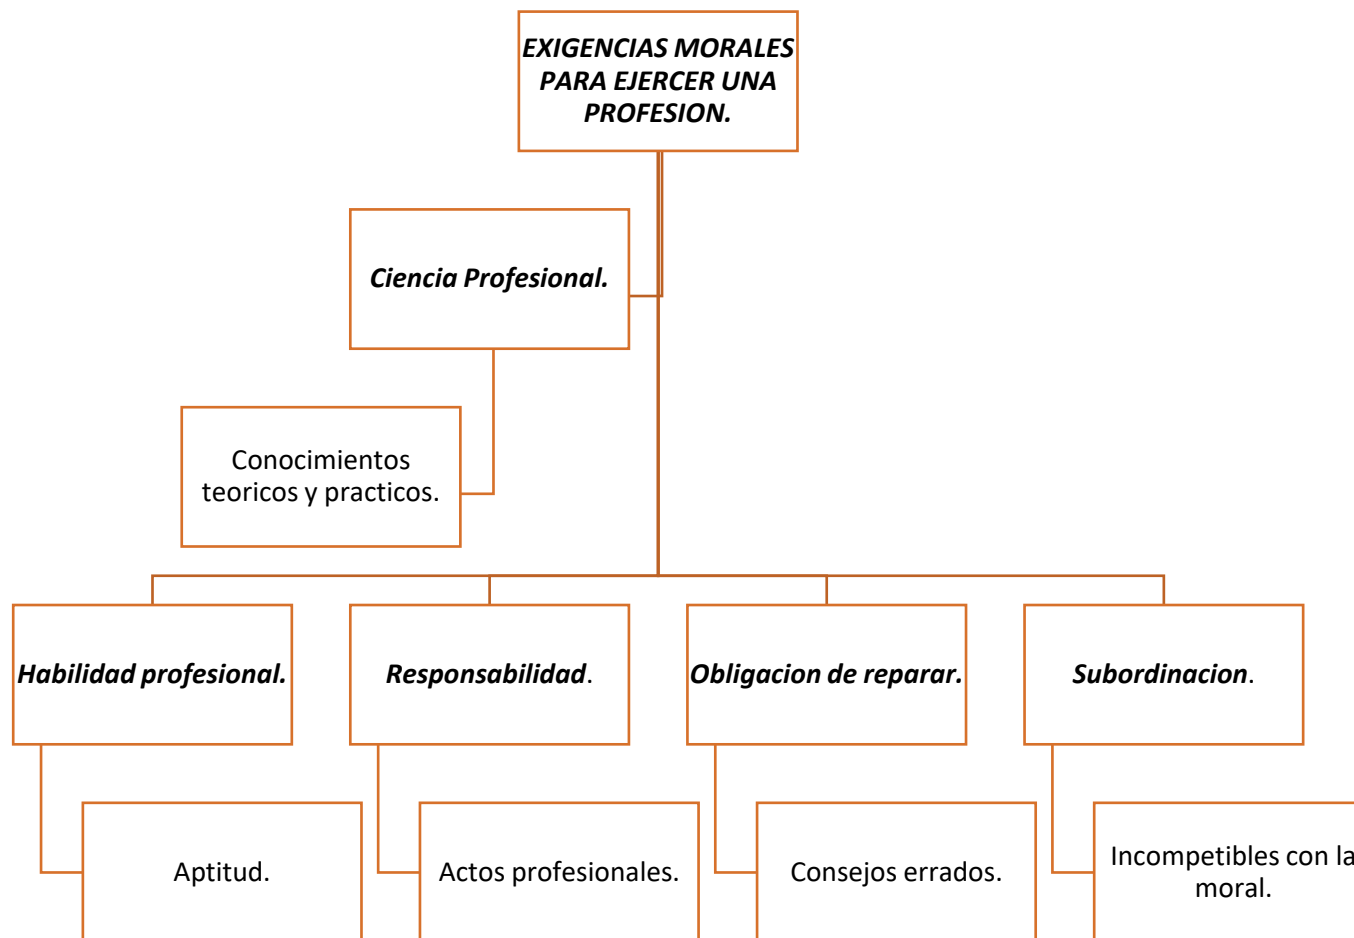 EXIGENCIAS MORALES
PARA EJERCER UNA
PROFESION.
Ciencia Profesional.
Conocimientos
teoricos y practicos.
Habilidad profesional.
Responsabilidad.
Obligacion de reparar.
Subordinacion.
Aptitud.
Actos profesionales.
Consejos errados.
Incompetibles con la
moral.